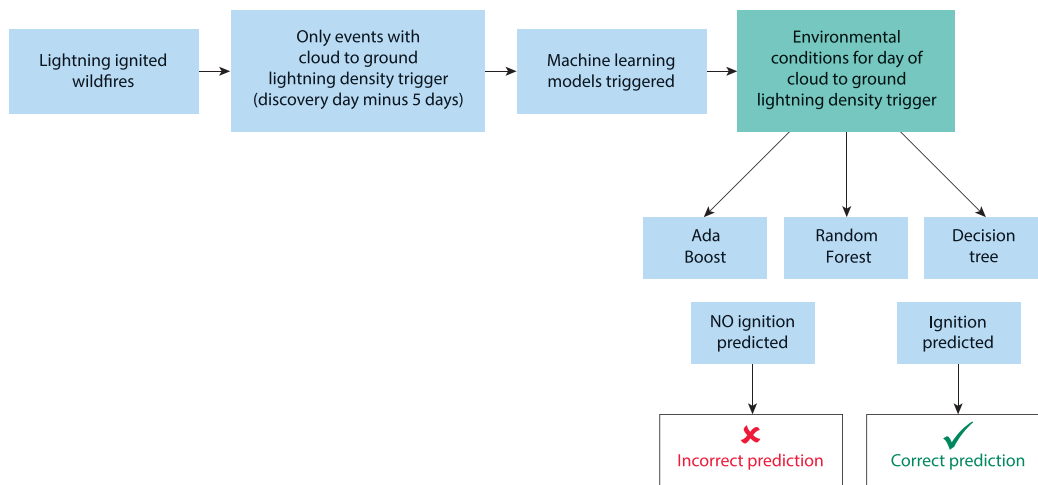 Lightning ignited
wildfires
Only events with
cloud to ground
lightning density trigger
(discovery day minus 5 days)
Machine learning
models triggered
Environmental
conditions for day of
cloud to ground
lightning density trigger
Ada
Boost
Random
Forest
Decision
tree
NO ignition
predicted
Ignition
predicted
Incorrect prediction
Correct prediction